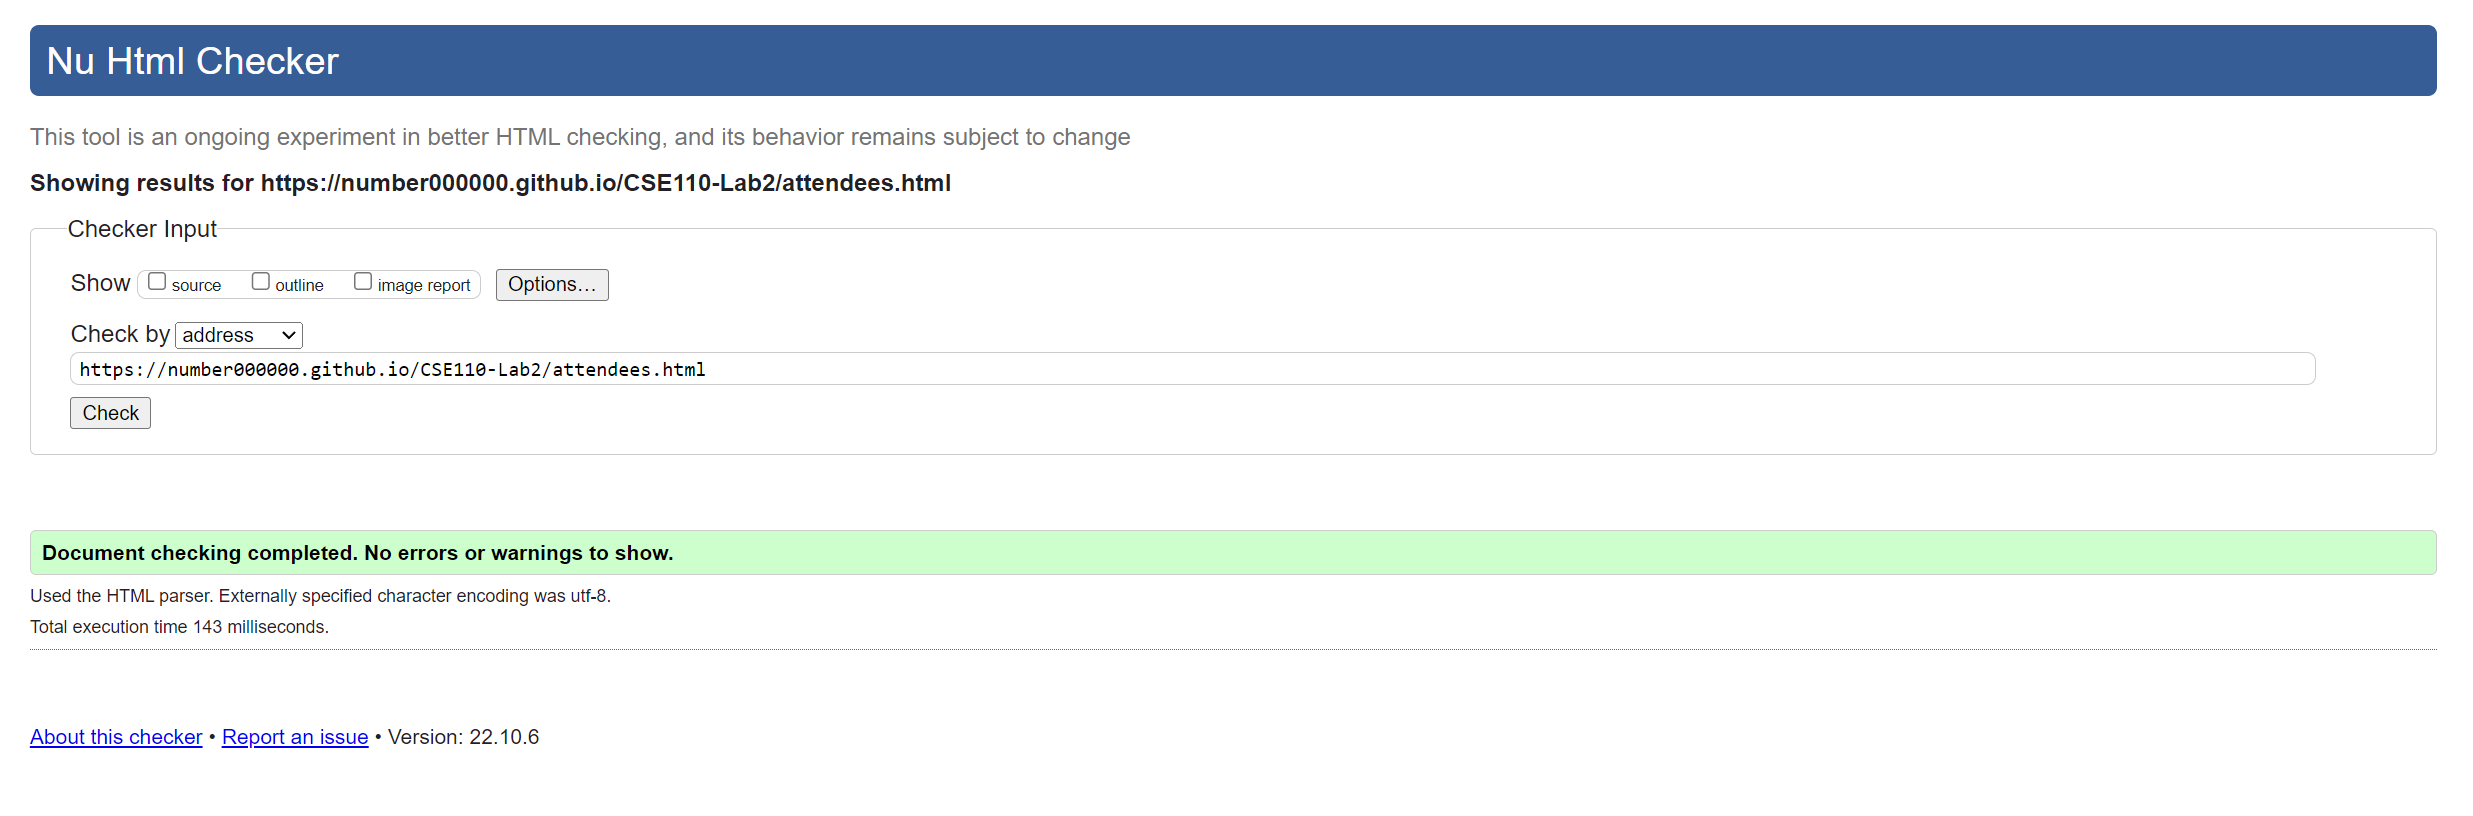 Nu Html Checker
This tool is an ongoing experiment in better HTML checking, and its behavior remains subject to change
Showing results for https://number000000.github.io/CSE110-Lab2/attendees.html
Checker Input
Show source outline image report Options...
Check by address
https://number000000.github.io/CSE110-Lab2/attendees.html
Check
Document checking completed. No errors or warnings to show.
Used the HTML parser. Externally specified character encoding was utf-8.
Total execution time 143 milliseconds.
About this checker • Report an issue • Version: 22.10.6